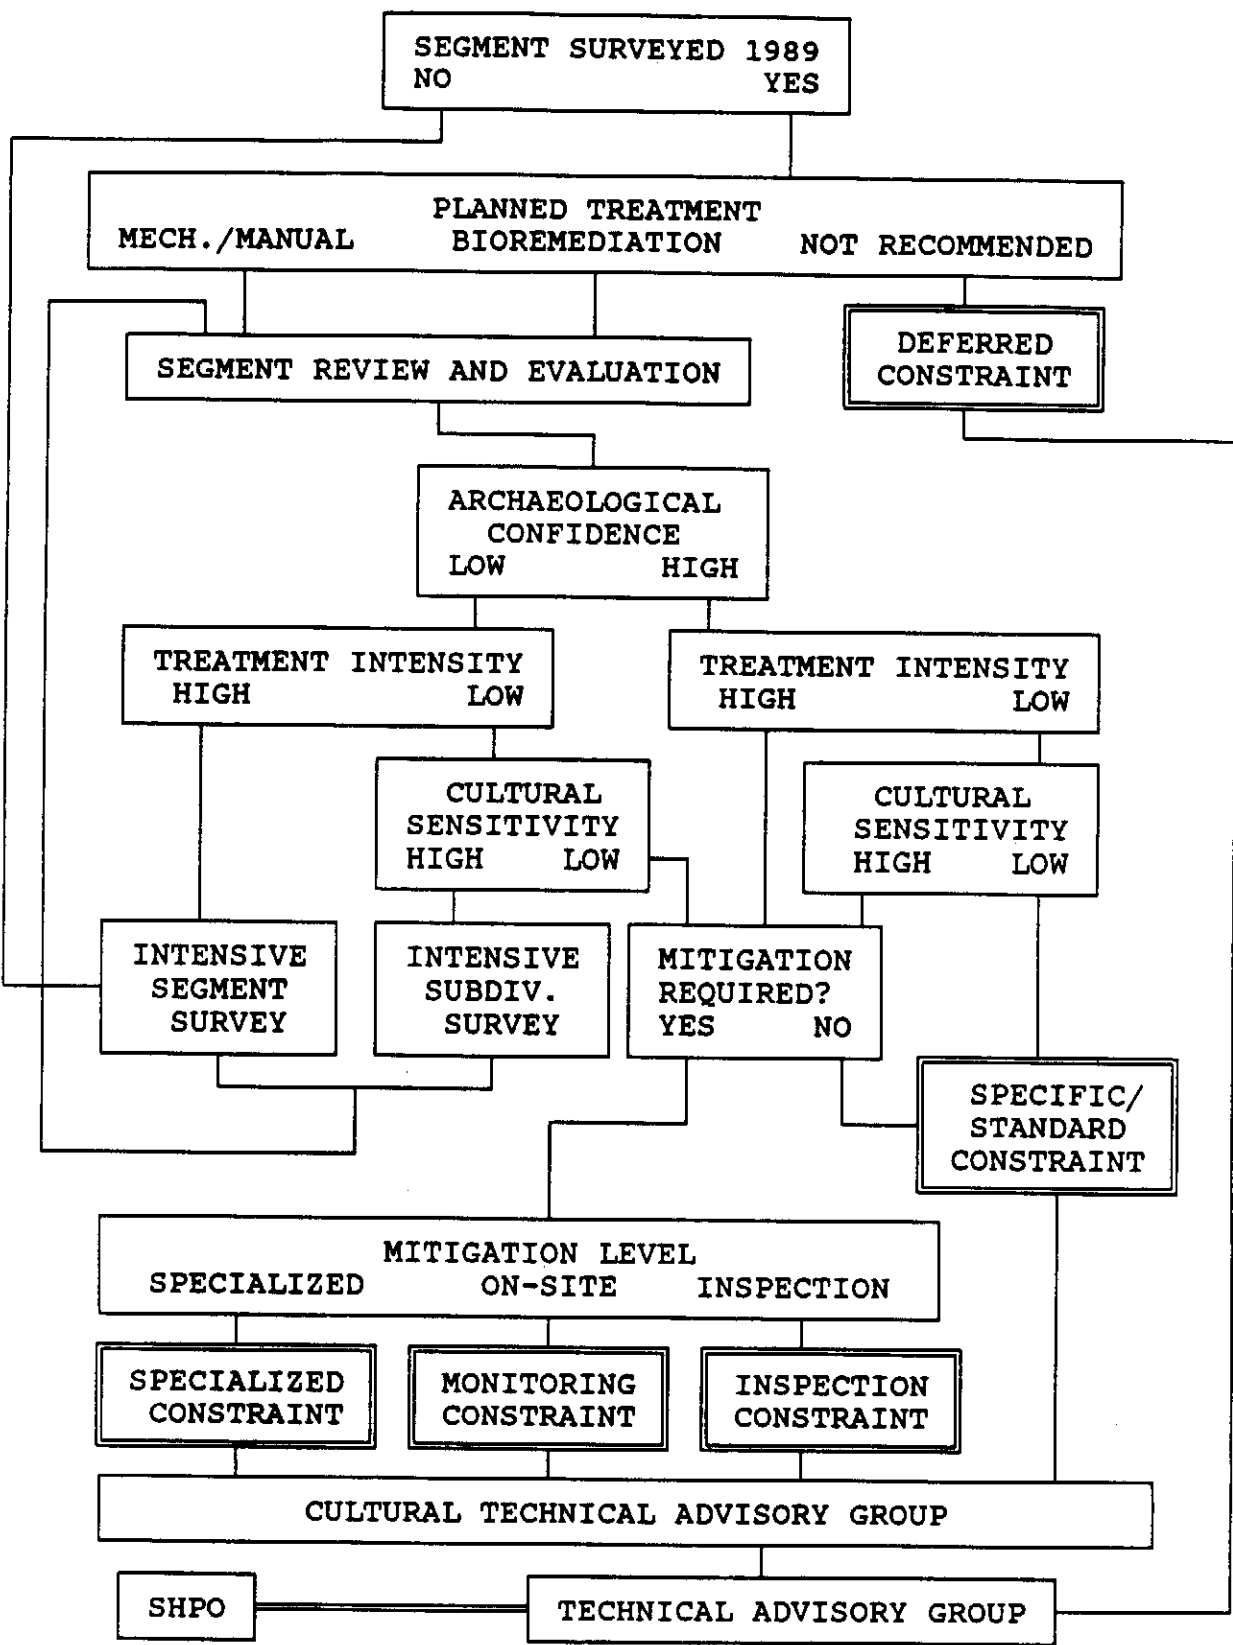 SEGMENT SURVEYED 1989
NO YES
PLANNED TREATMENT
MECH./MANUAL BIOREMEDIATION NOT RECOMMENDED
SEGMENT REVIEW AND EVALUATION
DEFERRED
CONSTRAINT
ARCHAEOLOGICAL
CONFIDENCE
LOW HIGH
TREATMENT INTENSITY
HIGH LOW
TREATMENT INTENSITY
HIGH LOW
CULTURAL
SENSITIVITY
HIGH LOW
CULTURAL
SENSITIVITY
HIGH LOW
INTENSIVE
SEGMENT
SURVEY
INTENSIVE
SUBDIV.
SURVEY
MITIGATION
REQUIRED?
YES NO
SPECIFIC/
STANDARD
CONSTRAINT
MITIGATION LEVEL
SPECIALIZED ON-SITE INSPECTION
SPECIALIZED
CONSTRAINT
MONITORING
CONSTRAINT
INSPECTION
CONSTRAINT
CULTURAL TECHNICAL ADVISORY GROUP
SHPO
TECHNICAL ADVISORY GROUP